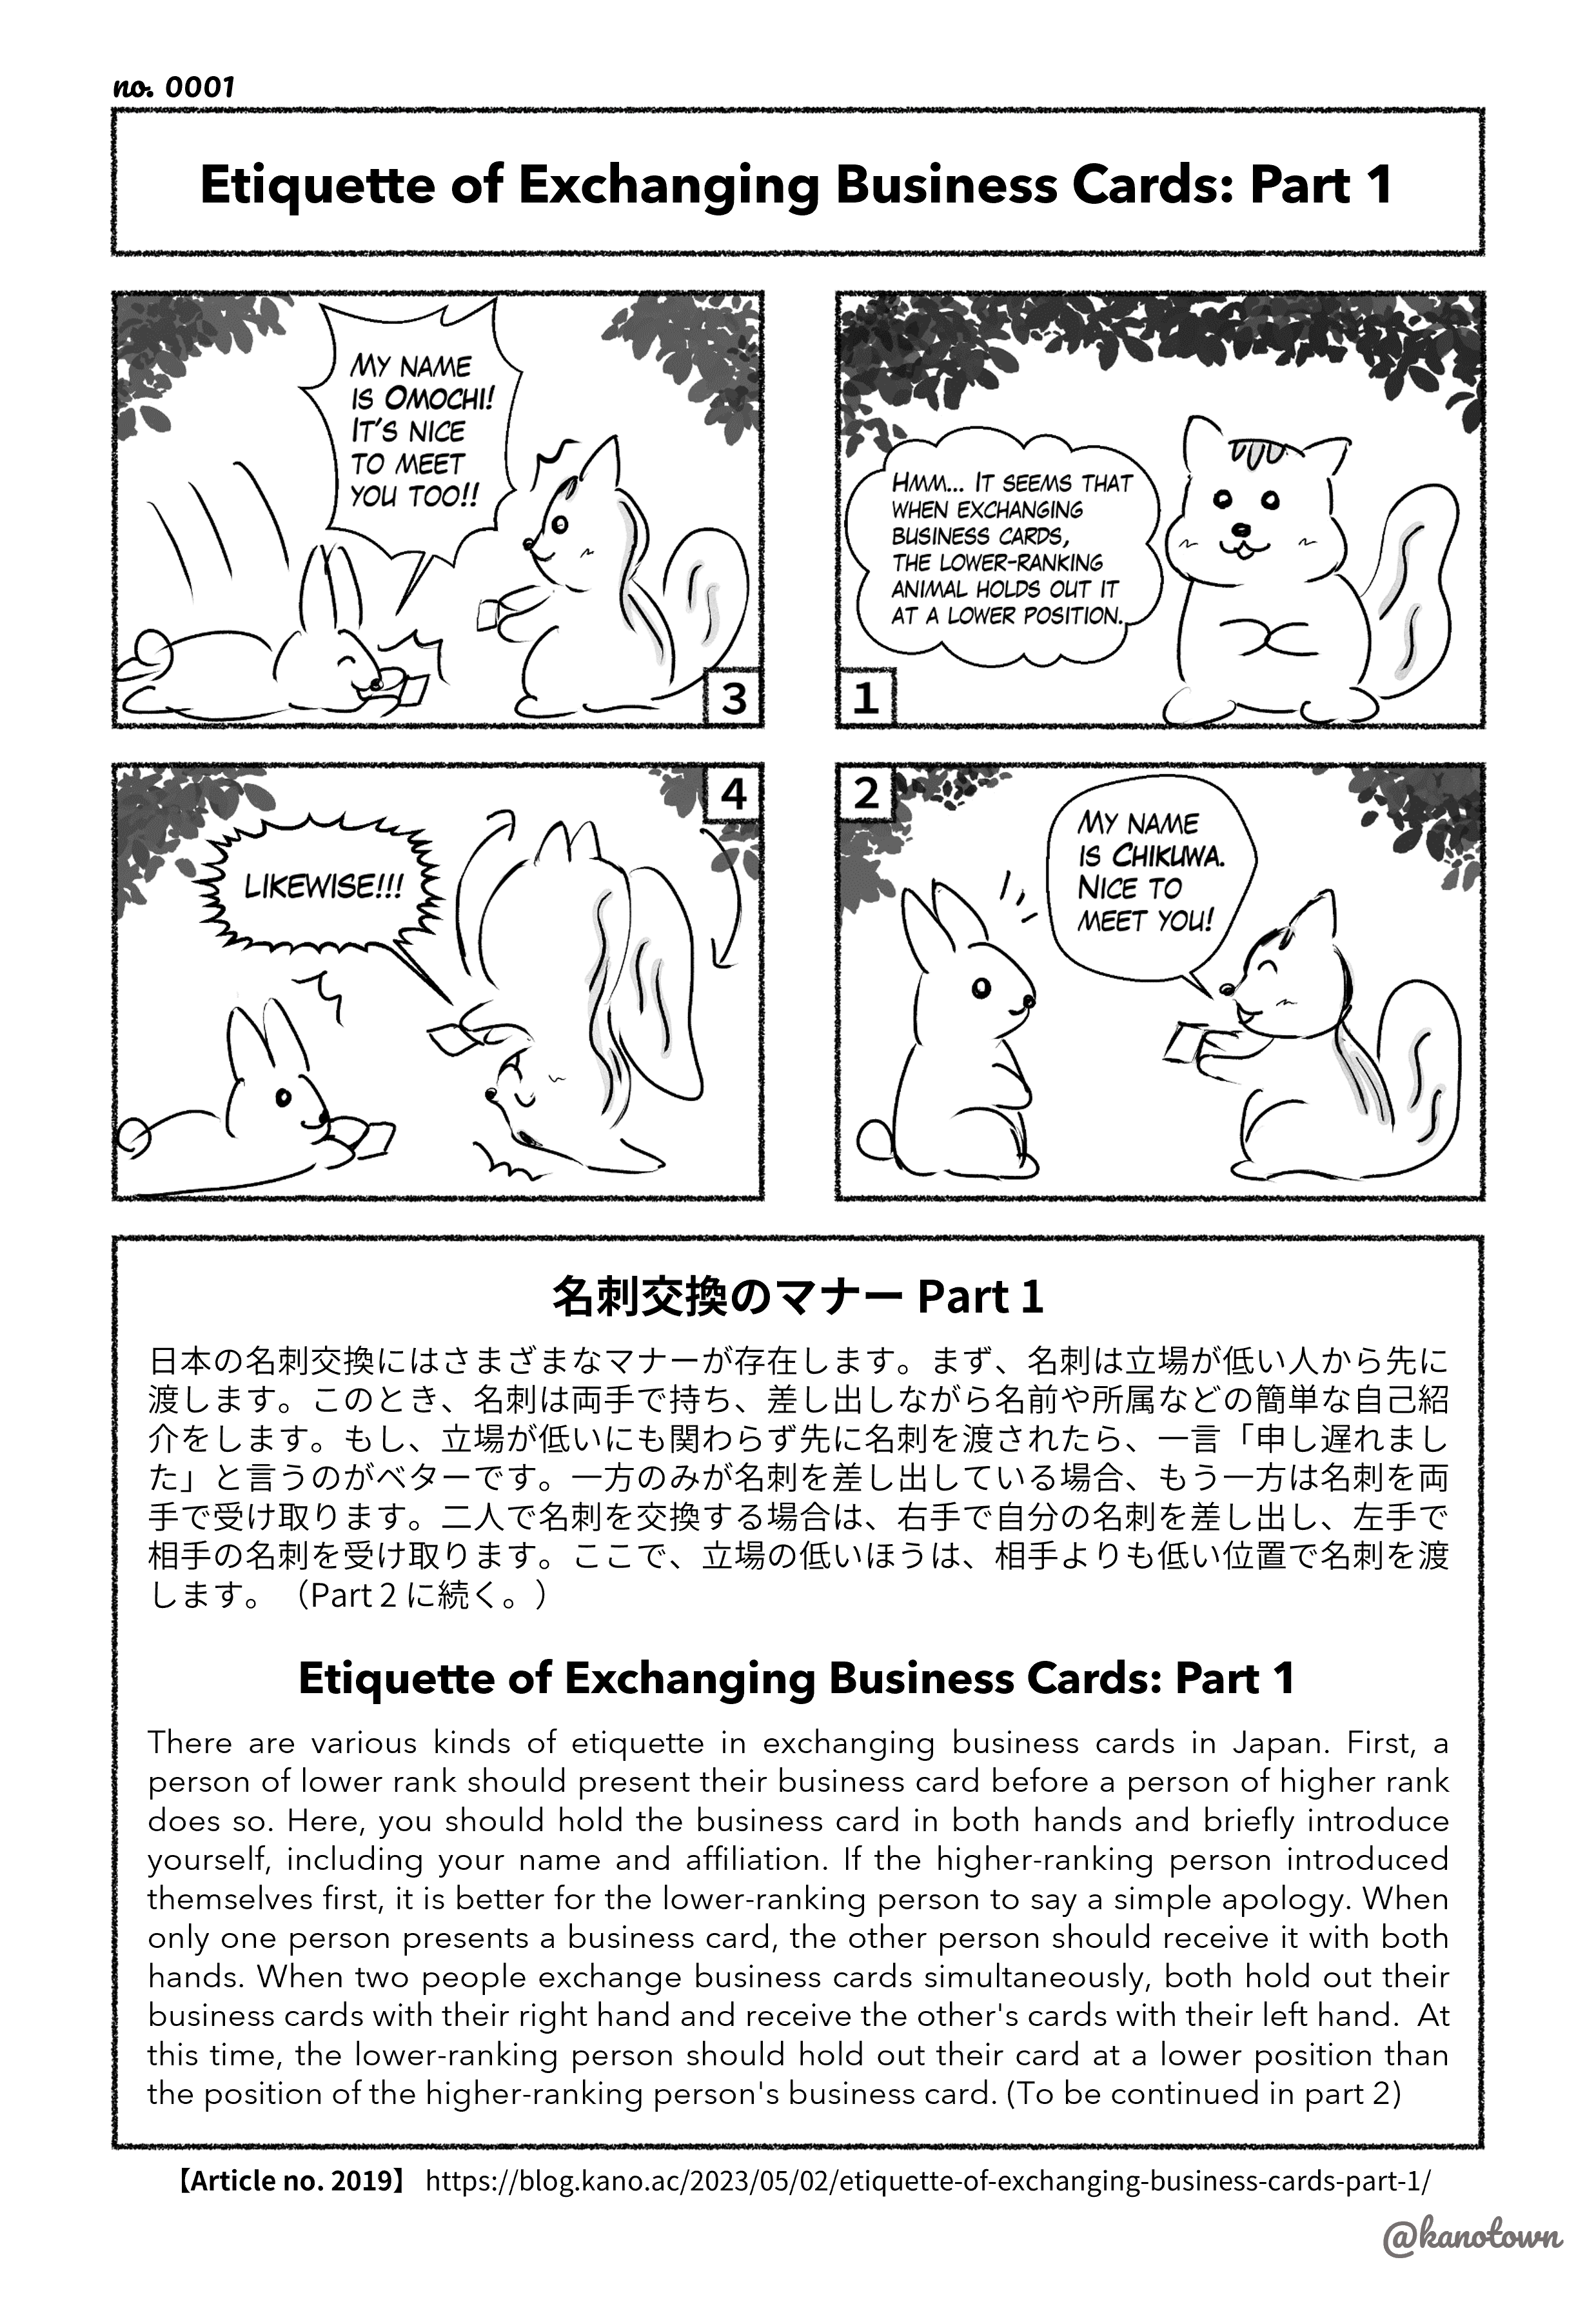 no. 0001
Etiquette of Exchanging Business Cards: Part 1
HMM... IT SEEMS THAT
WHEN EXCHANGING
BUSINESS CARDS,
THE LOWER-RANKING
ANIMAL HOLDS OUT IT
AT A LOWER POSITION.
1
2
MY NAME
IS CHIKUWA.
NICE TO
MEET YOU!
MY NAME
IS OMOCHI!
IT'S NICE
TO MEET
YOU TOO!!
3
4
LIKEWISE!!!
名刺交換のマナー Part 1
日本の名刺交換にはさまざまなマナーが存在します。まず、名刺は立場が低い人から先に
渡します。このとき、名刺は両手で持ち、差し出しながら名前や所属などの簡単な自己紹
介をします。もし、立場が低いにも関わらず先に名刺を渡されたら、一言「申し遅れまし
た」と言うのがベターです。一方のみが名刺を差し出している場合、もう一方は名刺を両
手で受け取ります。二人で名刺を交換する場合は、右手で自分の名刺を差し出し、左手で
相手の名刺を受け取ります。ここで、立場の低いほうは、相手よりも低い位置で名刺を渡
します。（Part 2 に続く。）
Etiquette of Exchanging Business Cards: Part 1
There are various kinds of etiquette in exchanging business cards in Japan. First, a
person of lower rank should present their business card before a person of higher rank
does so. Here, you should hold the business card in both hands and briefly introduce
yourself, including your name and affiliation. If the higher-ranking person introduced
themselves first, it is better for the lower-ranking person to say a simple apology. When
only one person presents a business card, the other person should receive it with both
hands. When two people exchange business cards simultaneously, both hold out their
business cards with their right hand and receive the other's cards with their left hand.  At
this time, the lower-ranking person should hold out their card at a lower position than
the position of the higher-ranking person's business card. (To be continued in part 2)
【Article no. 2019】 https://blog.kano.ac/2023/05/02/etiquette-of-exchanging-business-cards-part-1/
@kanotown